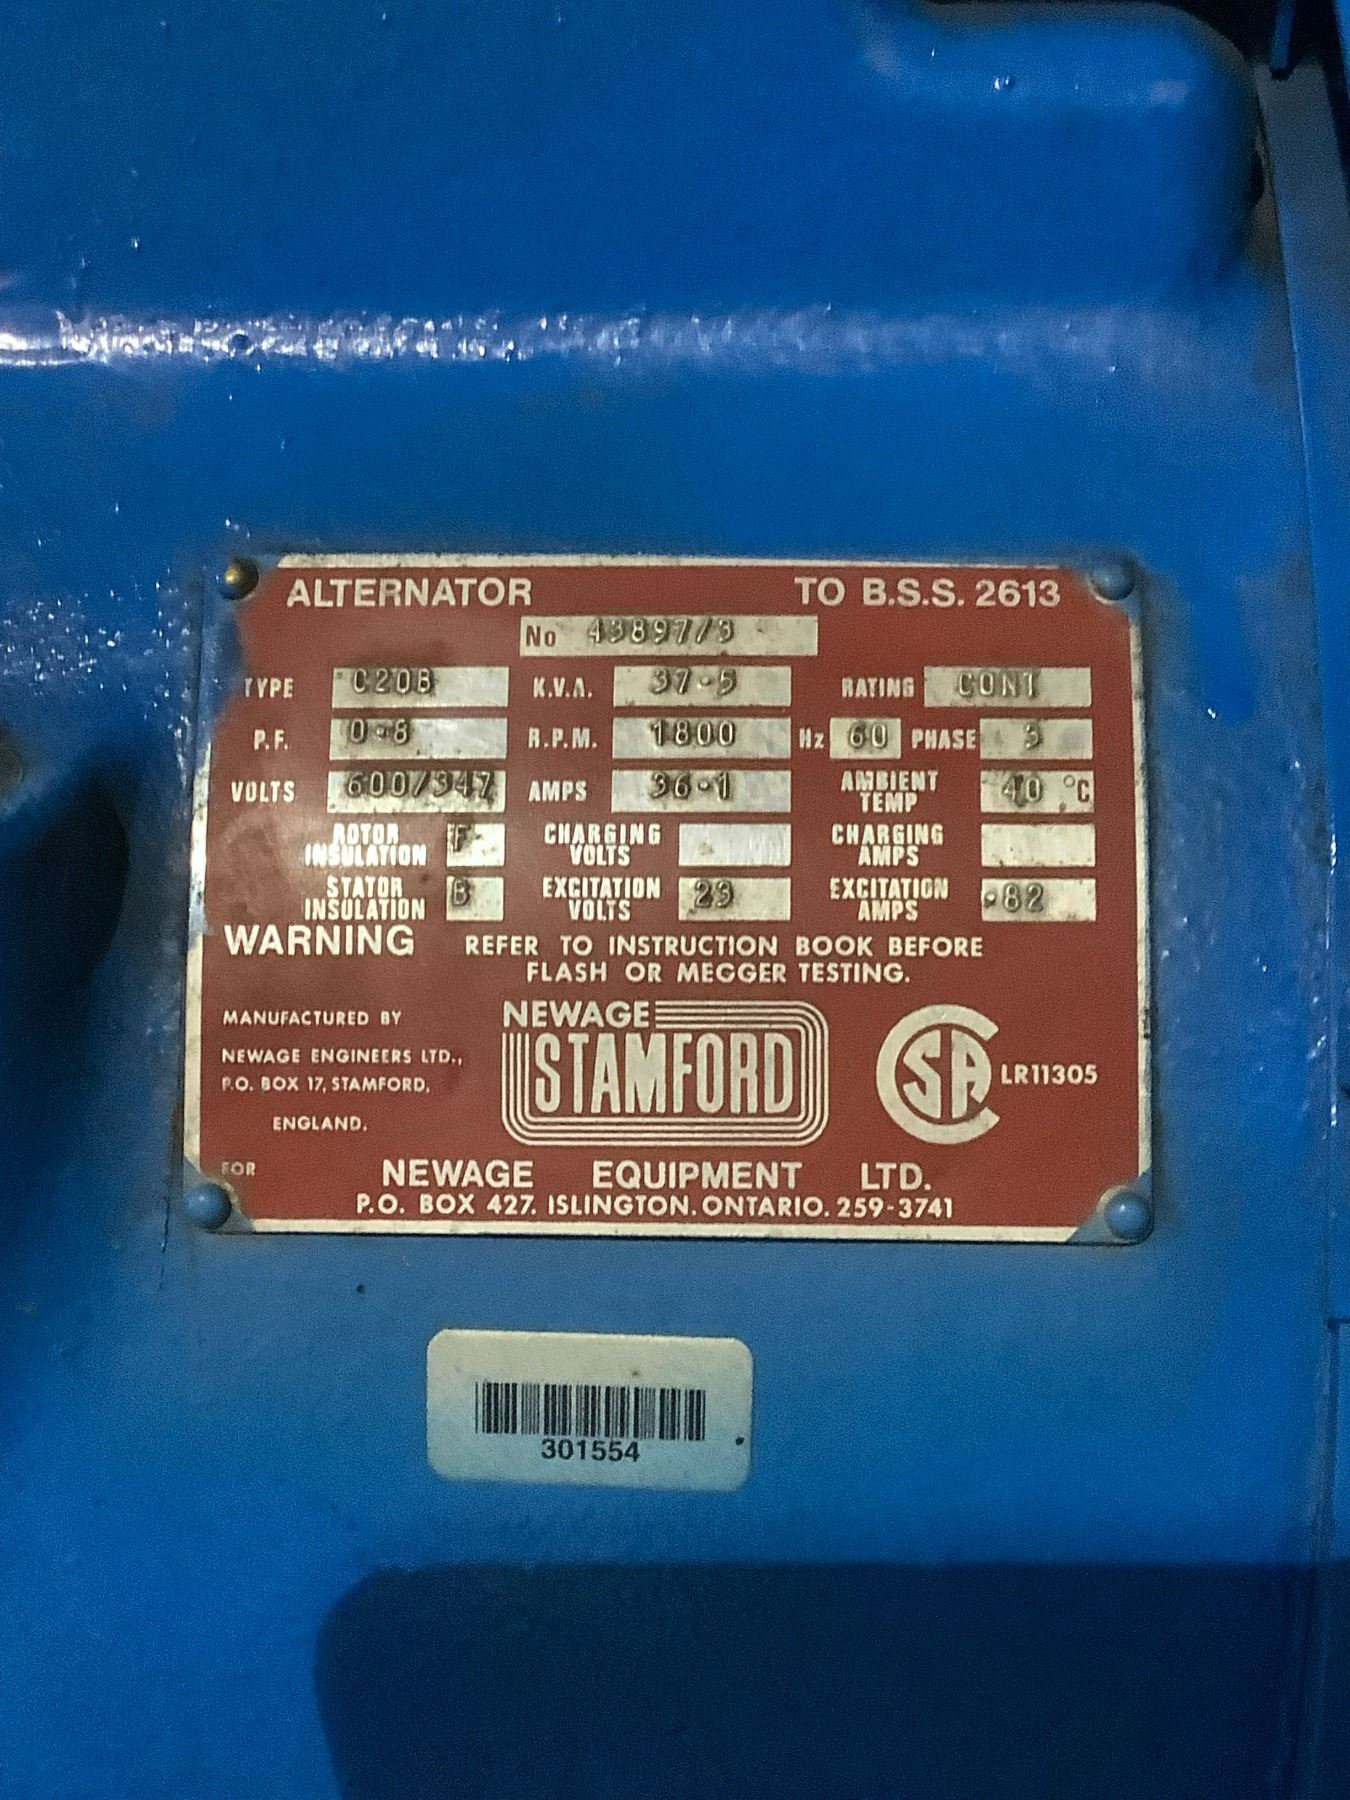 ALTERNATOR TO B.S.S. 2613
No 43897/3
TYPE C20B K.V.A. 37·5 RATING CONT
P.F. 0·8 R.P.M. 1800 Hz 60 PHASE 3
VOLTS 600/347 AMPS 36·1 AMBIENT TEMP 40 °C
ROTOR INSULATION F CHARGING VOLTS CHARGING AMPS
STATOR INSULATION B EXCITATION VOLTS 23 EXCITATION AMPS ·82
WARNING REFER TO INSTRUCTION BOOK BEFORE
FLASH OR MEGGER TESTING.
MANUFACTURED BY
NEWAGE ENGINEERS LTD.,
P.O. BOX 17, STAMFORD,
ENGLAND.
NEWAGE
STAMFORD
CSA LR11305
FOR NEWAGE EQUIPMENT LTD.
P.O. BOX 427. ISLINGTON. ONTARIO. 259-3741
301554